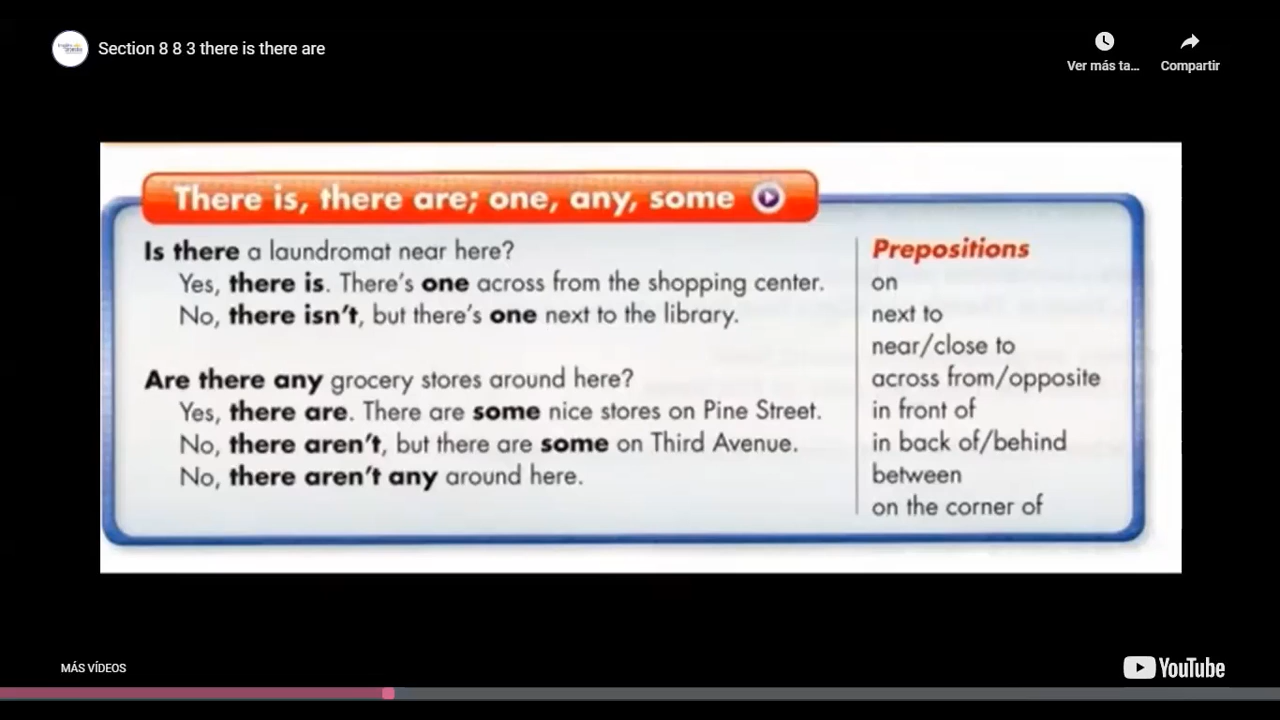 Section 8 8 3 there is there are
Ver más ta...
Compartir
There is, there are; one, any, some
Is there a laundromat near here?
Yes, there is. There's one across from the shopping center.
No, there isn't, but there's one next to the library.
Are there any grocery stores around here?
Yes, there are. There are some nice stores on Pine Street.
No, there aren't, but there are some on Third Avenue.
No, there aren't any around here.
Prepositions
on
next to
near/close to
across from/opposite
in front of
in back of/behind
between
on the corner of
MÁS VÍDEOS
YouTube